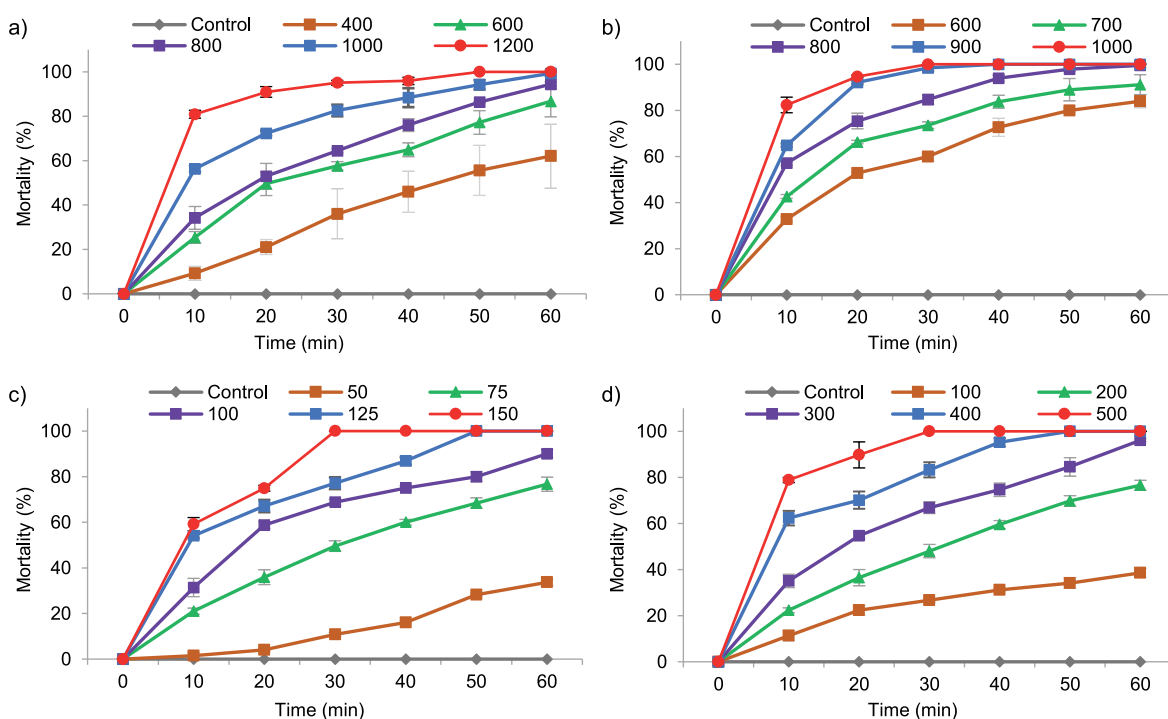 a)
Control 400 600
800 1000 1200
Mortality (%)
100
80
60
40
20
0
0 10 20 30 40 50 60
Time (min)
b)
Control 600 700
800 900 1000
Mortality (%)
100
80
60
40
20
0
0 10 20 30 40 50 60
Time (min)
c)
Control 50 75
100 125 150
Mortality (%)
100
80
60
40
20
0
0 10 20 30 40 50 60
Time (min)
d)
Control 100 200
300 400 500
Mortality (%)
100
80
60
40
20
0
0 10 20 30 40 50 60
Time (min)